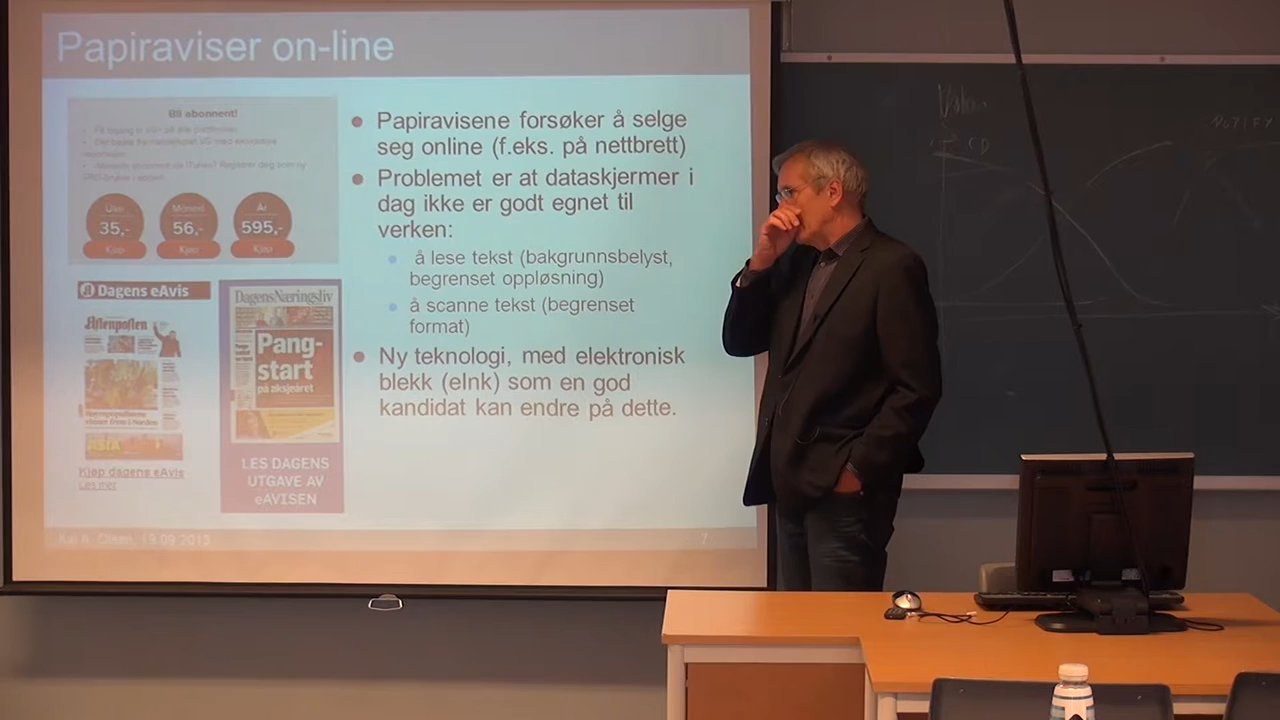 Papiraviser on-line
Bli abonnent!
Uke
35,-
Kjøp
Måned
56,-
Kjøp
År
595,-
Kjøp
Dagens eAvis
Aftenposten
ASIA
Kjøp dagens eAvis
Les mer
DagensNæringsliv
Pang-
start
på aksjeåret
LES DAGENS
UTGAVE AV
eAVISEN
Papiravisene forsøker å selge
seg online (f.eks. på nettbrett)
Problemet er at dataskjermer i
dag ikke er godt egnet til
verken:
å lese tekst (bakgrunnsbelyst,
begrenset oppløsning)
å scanne tekst (begrenset
format)
Ny teknologi, med elektronisk
blekk (eInk) som en god
kandidat kan endre på dette.
Kai A. Olsen, 19.09.2013
7
CD